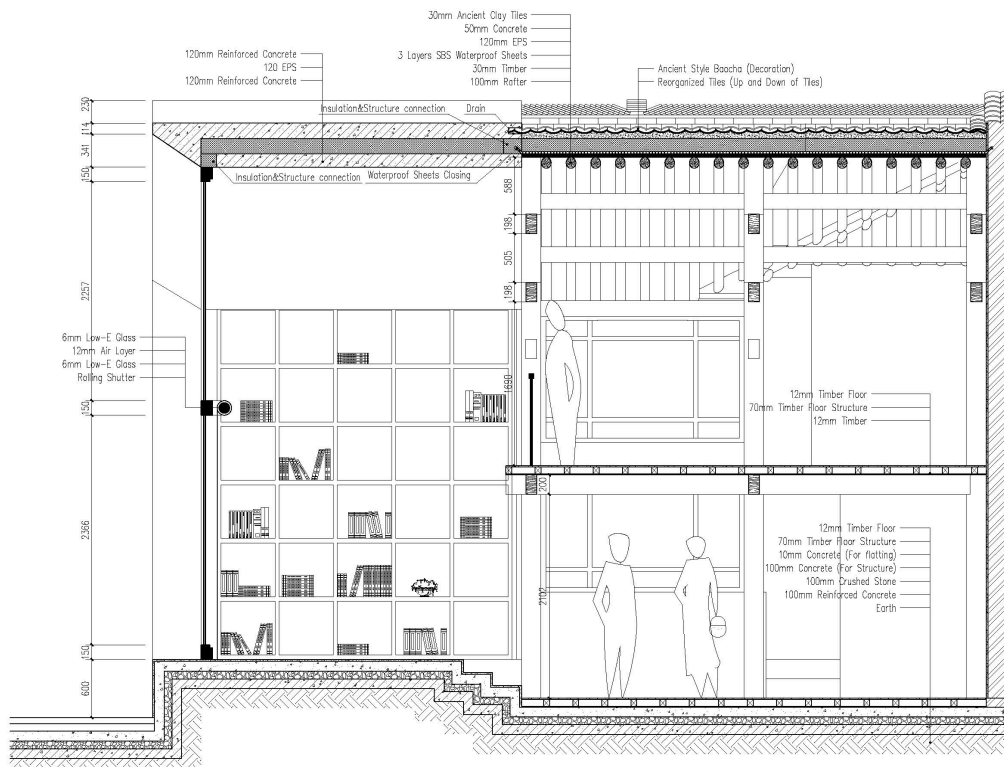 30mm Ancient Clay Tiles
50mm Concrete
120mm EPS
3 Layers SBS Waterproof Sheets
30mm Timber
100mm Rafter
120mm Reinforced Concrete
120 EPS
120mm Reinforced Concrete
Ancient Style Baocha (Decoration)
Reorganized Tiles (Up and Down of Tiles)
Insulation&Structure connection
Drain
Insulation&Structure connection
Waterproof Sheets Closing
230
114
341
150
2257
150
2366
150
600
588
198
505
198
1690
200
2102
6mm Low-E Glass
12mm Air Layer
6mm Low-E Glass
Rolling Shutter
12mm Timber Floor
70mm Timber Floor Structure
12mm Timber
12mm Timber Floor
70mm Timber Floor Structure
10mm Concrete (For flatting)
100mm Concrete (For Structure)
100mm Crushed Stone
100mm Reinforced Concrete
Earth